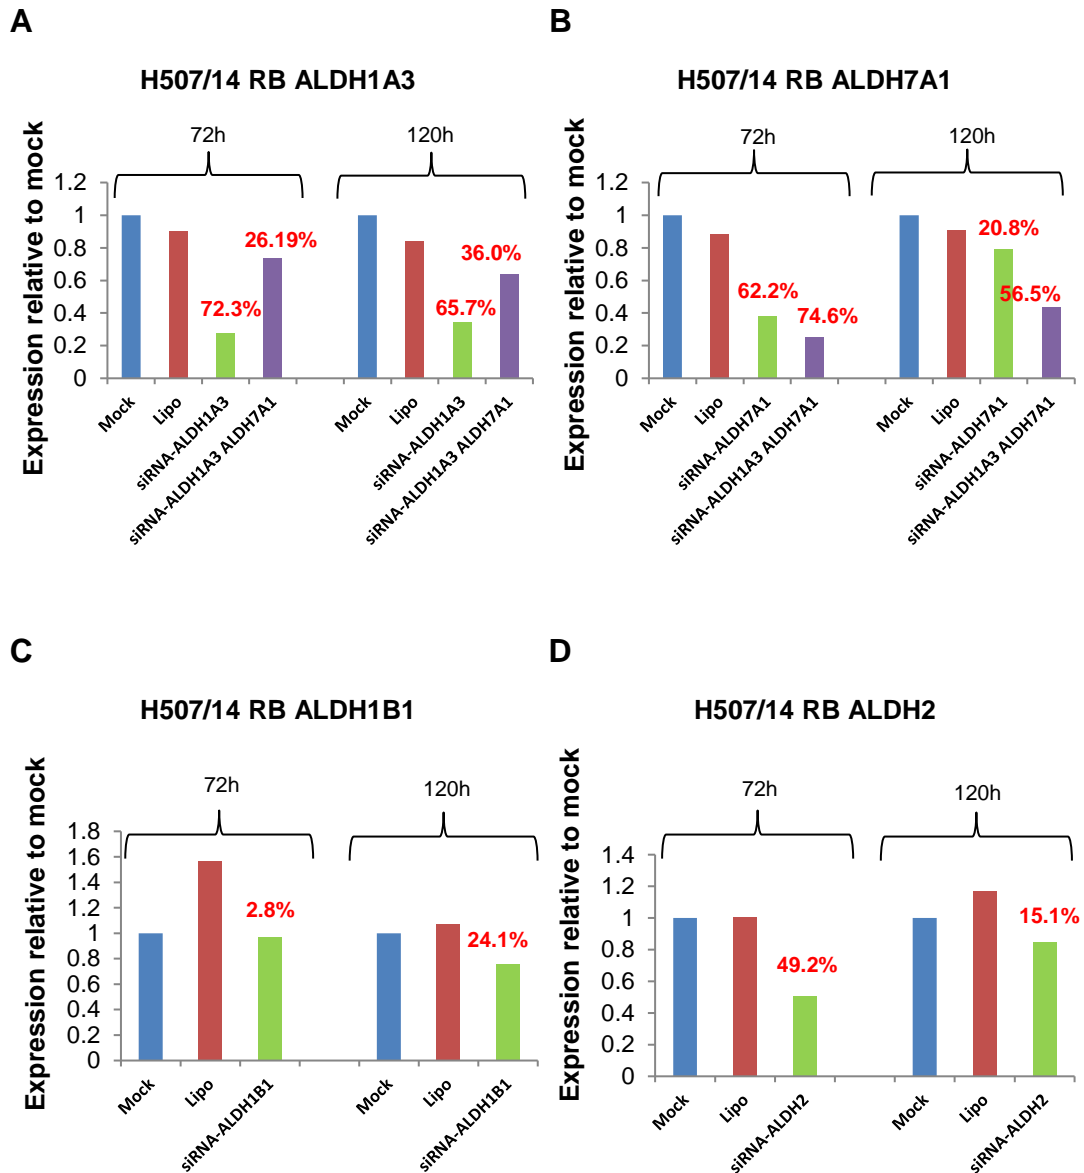 A
H507/14 RB ALDH1A3
Expression relative to mock
72h
120h
1.2
1
0.8
0.6
0.4
0.2
0
26.19%
72.3%
36.0%
65.7%
Mock
Lipo
siRNA-ALDH1A3
siRNA-ALDH1A3 ALDH7A1
Mock
Lipo
siRNA-ALDH1A3
siRNA-ALDH1A3 ALDH7A1
B
H507/14 RB ALDH7A1
Expression relative to mock
72h
120h
1.2
1
0.8
0.6
0.4
0.2
0
62.2%
74.6%
20.8%
56.5%
Mock
Lipo
siRNA-ALDH7A1
siRNA-ALDH1A3 ALDH7A1
Mock
Lipo
siRNA-ALDH7A1
siRNA-ALDH1A3 ALDH7A1
C
H507/14 RB ALDH1B1
Expression relative to mock
72h
120h
1.8
1.6
1.4
1.2
1
0.8
0.6
0.4
0.2
0
2.8%
24.1%
Mock
Lipo
siRNA-ALDH1B1
Mock
Lipo
siRNA-ALDH1B1
D
H507/14 RB ALDH2
Expression relative to mock
72h
120h
1.4
1.2
1
0.8
0.6
0.4
0.2
0
49.2%
15.1%
Mock
Lipo
siRNA-ALDH2
Mock
Lipo
siRNA-ALDH2